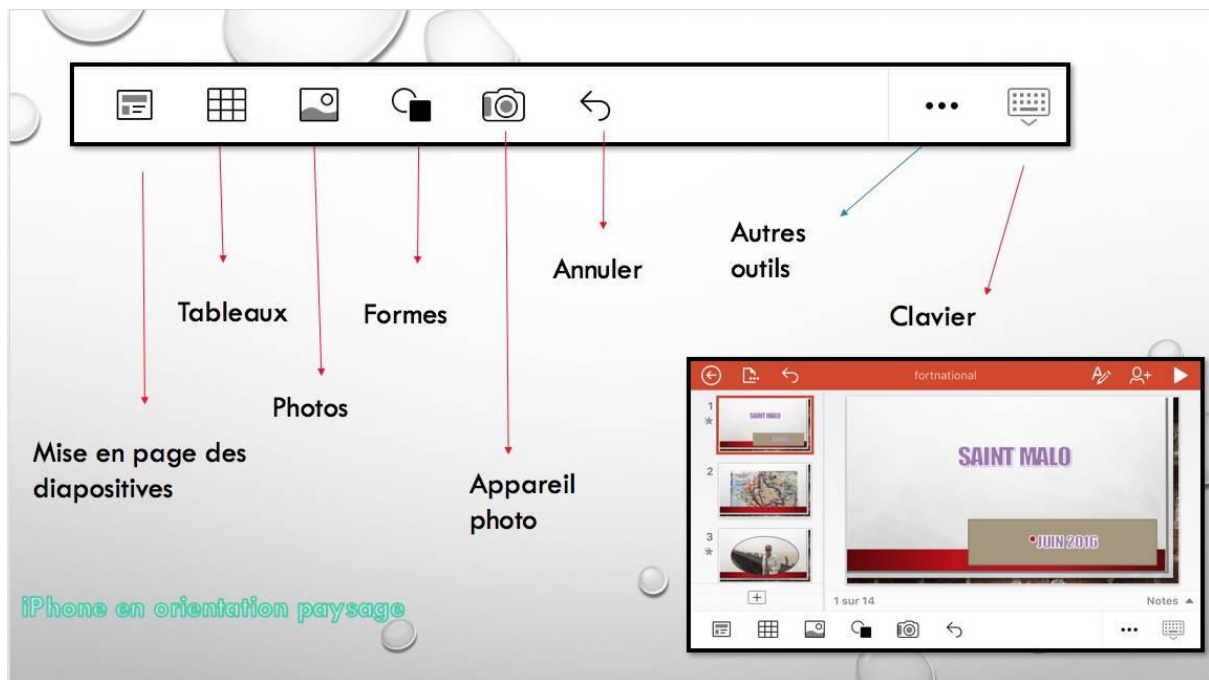 Annuler
Autres
outils
Tableaux
Formes
Clavier
Photos
Mise en page des
diapositives
Appareil
photo
iPhone en orientation paysage
fortnational
1
SAINT MALO
2
3
SAINT MALO
JUIN 2016
1 sur 14
Notes